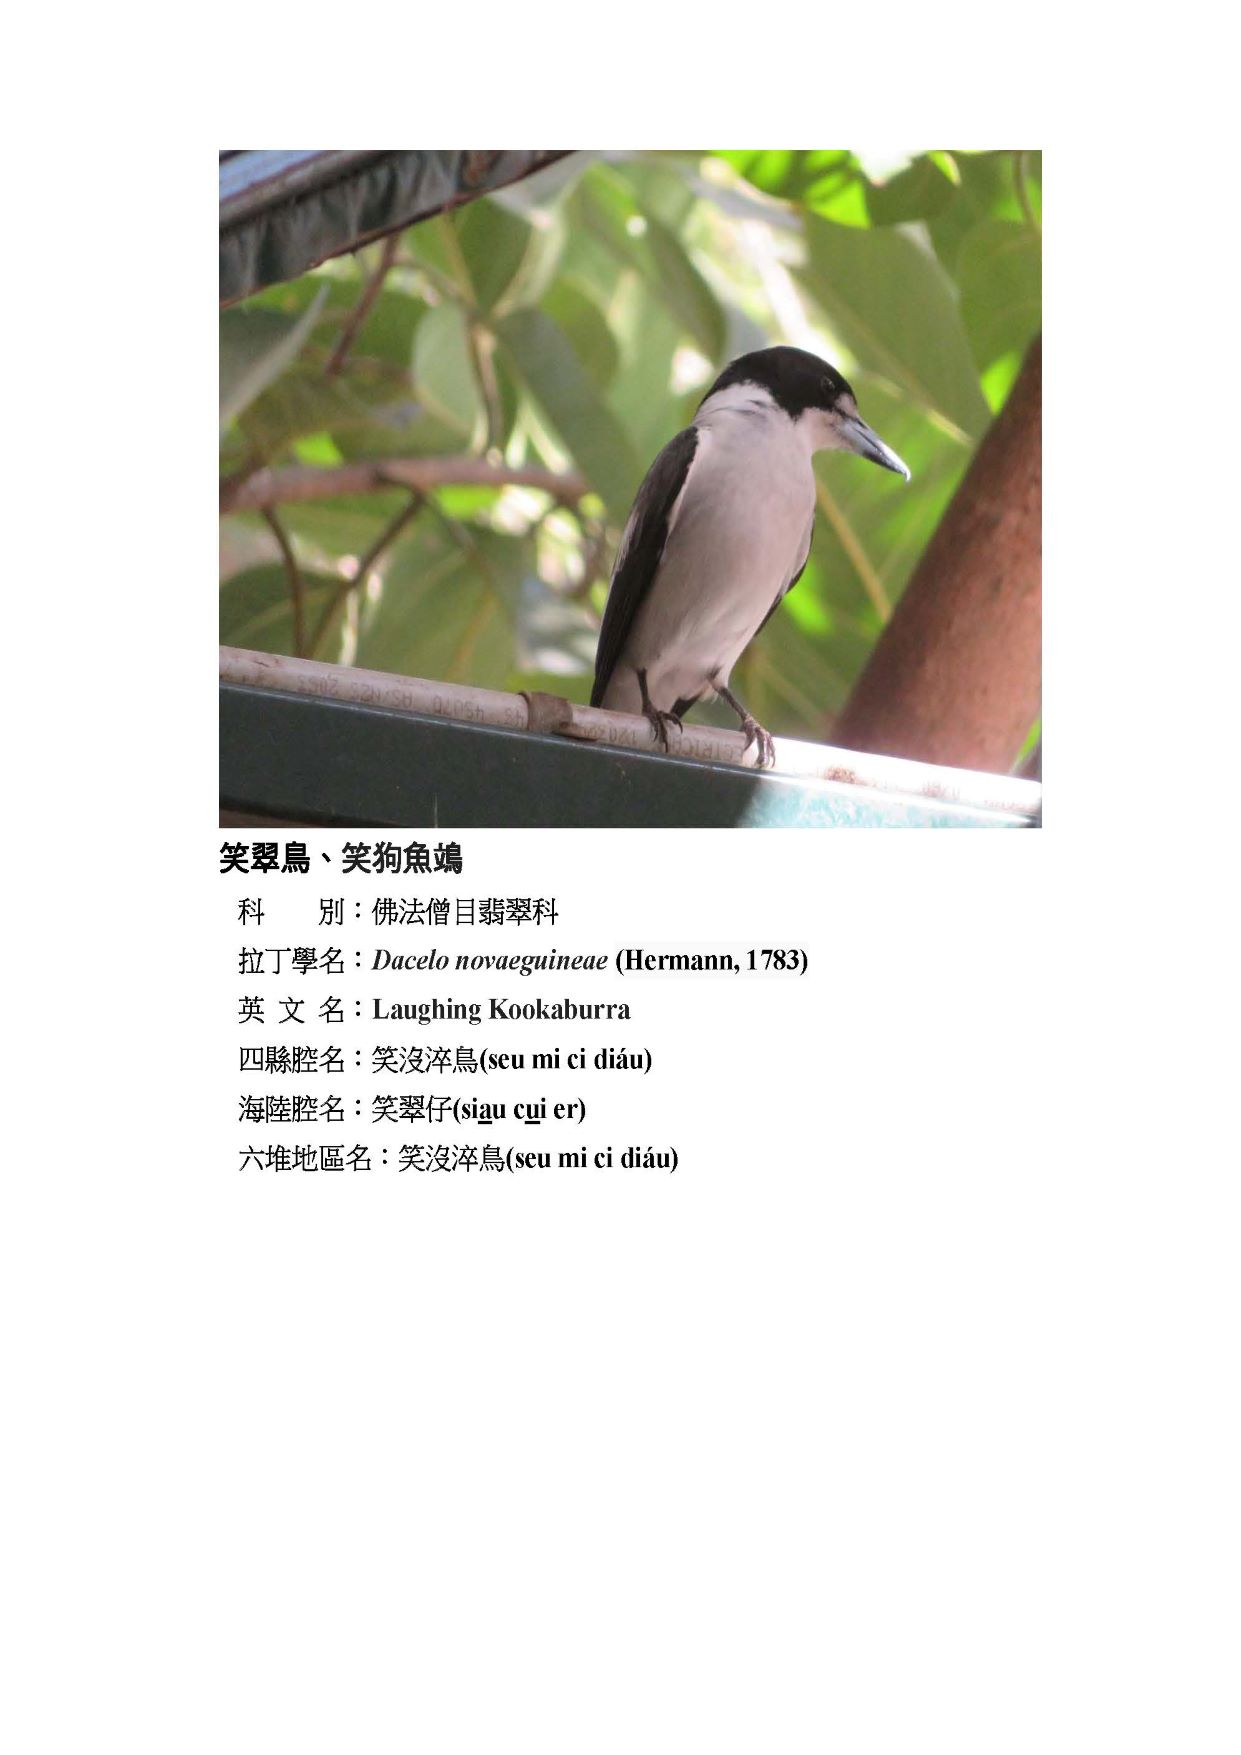 笑翠鳥、笑狗魚鴗
科　　別：佛法僧目翡翠科
拉丁學名：Dacelo novaeguineae (Hermann, 1783)
英 文 名：Laughing Kookaburra
四縣腔名：笑沒淬鳥(seu mi ci diáu)
海陸腔名：笑翠仔(siau cui er)
六堆地區名：笑沒淬鳥(seu mi ci diáu)